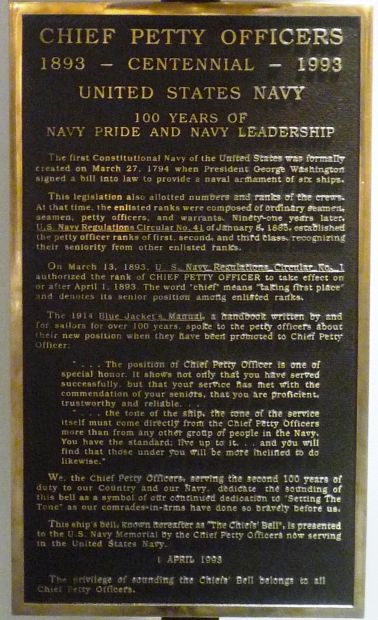 CHIEF PETTY OFFICERS
1893 - CENTENNIAL - 1993
UNITED STATES NAVY
100 YEARS OF
NAVY PRIDE AND NAVY LEADERSHIP
The first Constitutional Navy of the United States was formally
created on March 27, 1794 when President George Washington
signed a bill into law to provide a naval armament of six ships.
This legislation also allotted numbers and ranks of the crews.
At that time, the enlisted ranks were composed of ordinary seamen,
seamen, petty officers, and warrants. Ninety-one years later,
U.S. Navy Regulations Circular No. 41 of January 8, 1885, established
the petty officer ranks of first, second, and third class, recognizing
their seniority from other enlisted ranks.
On March 13, 1893, U. S. Navy Regulations Circular No. 1
authorized the rank of CHIEF PETTY OFFICER to take effect on
or after April 1, 1893. The word "chief" means "taking first place"
and denotes its senior position among enlisted ranks.
The 1914 Blue Jacket's Manual, a handbook written by and
for sailors for over 100 years, spoke to the petty officers about
their new position when they have been promoted to Chief Petty
Officer:
". . . The position of Chief Petty Officer is one of
special honor. It shows not only that you have served
successfully, but that your service has met with the
commendation of your seniors, that you are proficient,
trustworthy and reliable. . .
". . . the tone of the ship, the tone of the service
itself must come directly from the Chief Petty Officers
more than from any other group of people in the Navy.
You have the standard; live up to it. . . and you will
find that those under you will be more inclined to do
likewise."
We, the Chief Petty Officers, serving the second 100 years of
duty to our Country and our Navy, dedicate the sounding of
this bell as a symbol of our continued dedication to "Setting The
Tone" as our comrades-in-arms have done so bravely before us.
This ship's bell, known hereafter as "The Chiefs' Bell", is presented
to the U.S. Navy Memorial by the Chief Petty Officers now serving
in the United States Navy.
1 APRIL 1993
The privilege of sounding the Chiefs' Bell belongs to all
Chief Petty Officers.